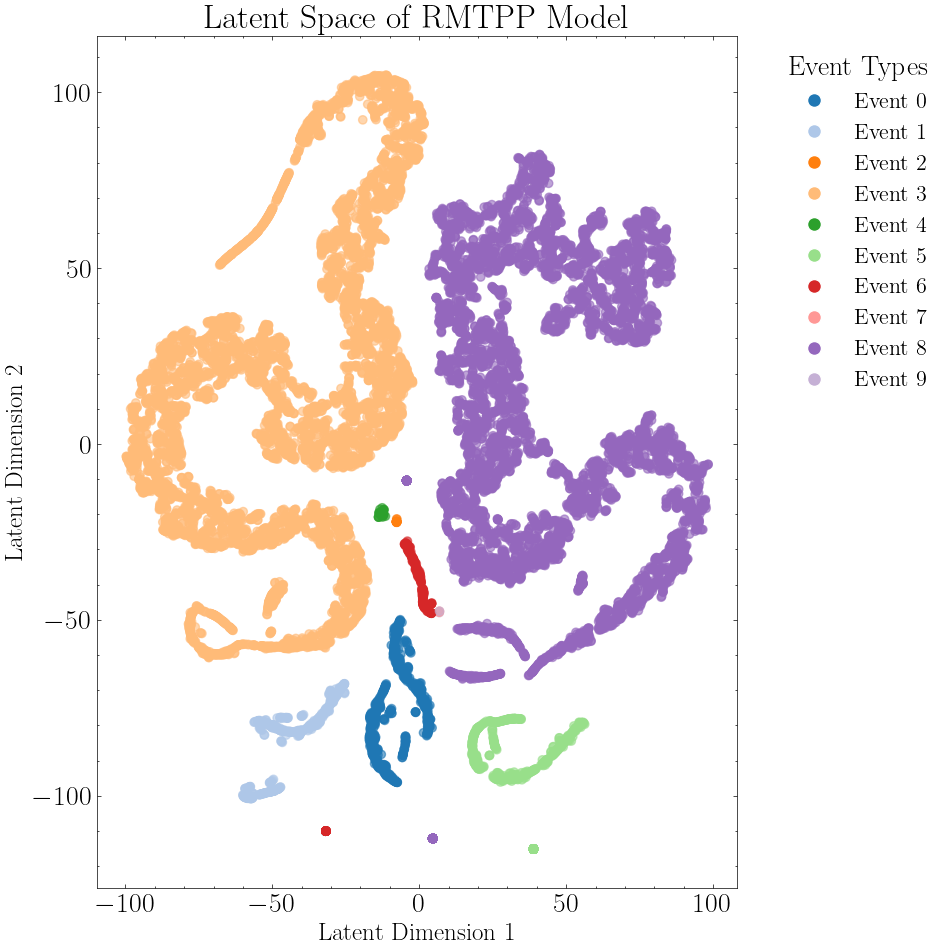 Latent Space of RMTPP Model
Event Types
Event 0
Event 1
Event 2
Event 3
Event 4
Event 5
Event 6
Event 7
Event 8
Event 9
Latent Dimension 2
100
50
0
−50
−100
−100
−50
0
50
100
Latent Dimension 1